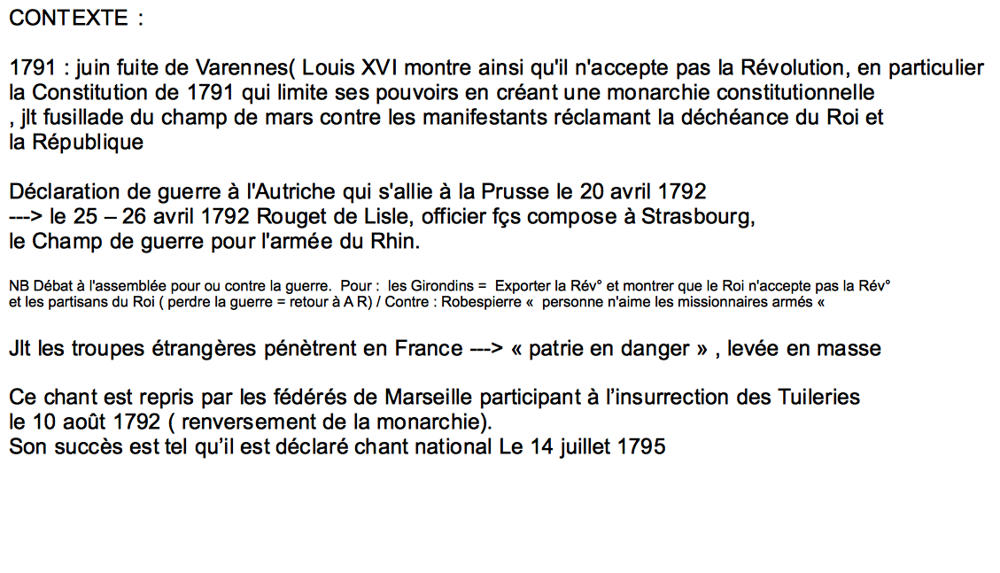 CONTEXTE :
1791 : juin fuite de Varennes( Louis XVI montre ainsi qu'il n'accepte pas la Révolution, en particulier
la Constitution de 1791 qui limite ses pouvoirs en créant une monarchie constitutionnelle
, jlt fusillade du champ de mars contre les manifestants réclamant la déchéance du Roi et
la République
Déclaration de guerre à l'Autriche qui s'allie à la Prusse le 20 avril 1792
---> le 25 – 26 avril 1792 Rouget de Lisle, officier fçs compose à Strasbourg,
le Champ de guerre pour l'armée du Rhin.
NB Débat à l'assemblée pour ou contre la guerre. Pour : les Girondins = Exporter la Rév° et montrer que le Roi n'accepte pas la Rév°
et les partisans du Roi ( perdre la guerre = retour à A R) / Contre : Robespierre « personne n'aime les missionnaires armés «
Jlt les troupes étrangères pénètrent en France ---> « patrie en danger » , levée en masse
Ce chant est repris par les fédérés de Marseille participant à l’insurrection des Tuileries
le 10 août 1792 ( renversement de la monarchie).
Son succès est tel qu’il est déclaré chant national Le 14 juillet 1795